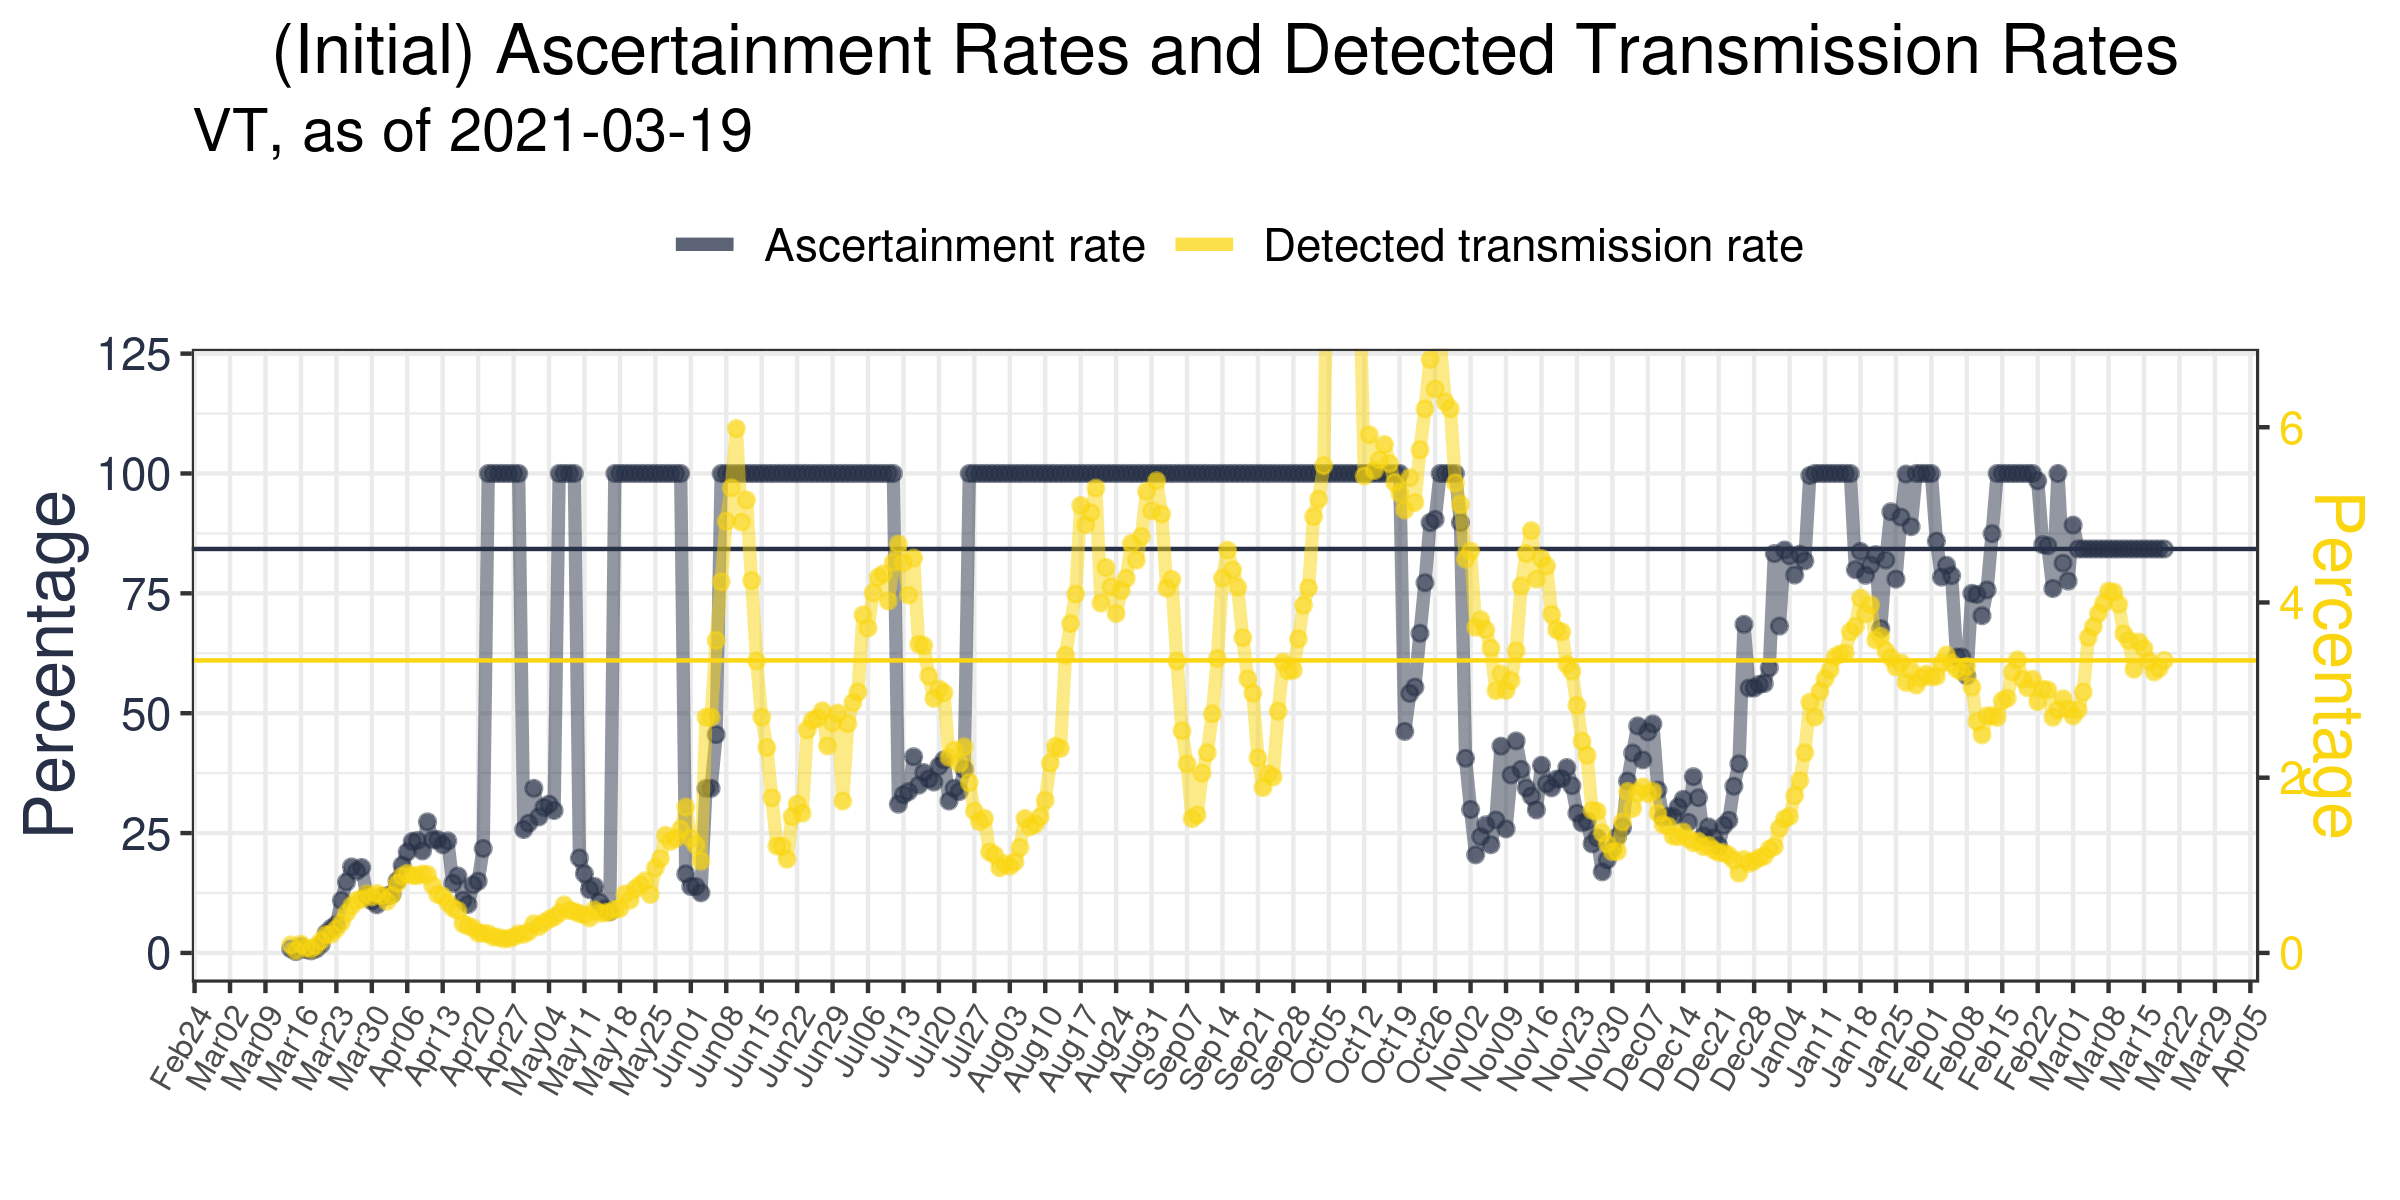 (Initial) Ascertainment Rates and Detected Transmission Rates
VT, as of 2021-03-19
Ascertainment rate
Detected transmission rate
Percentage
125
100
75
50
25
0
6
4
2
0
Percentage
Feb24
Mar02
Mar09
Mar16
Mar23
Mar30
Apr06
Apr13
Apr20
Apr27
May04
May11
May18
May25
Jun01
Jun08
Jun15
Jun22
Jun29
Jul06
Jul13
Jul20
Jul27
Aug03
Aug10
Aug17
Aug24
Aug31
Sep07
Sep14
Sep21
Sep28
Oct05
Oct12
Oct19
Oct26
Nov02
Nov09
Nov16
Nov23
Nov30
Dec07
Dec14
Dec21
Dec28
Jan04
Jan11
Jan18
Jan25
Feb01
Feb08
Feb15
Feb22
Mar01
Mar08
Mar15
Mar22
Mar29
Apr05